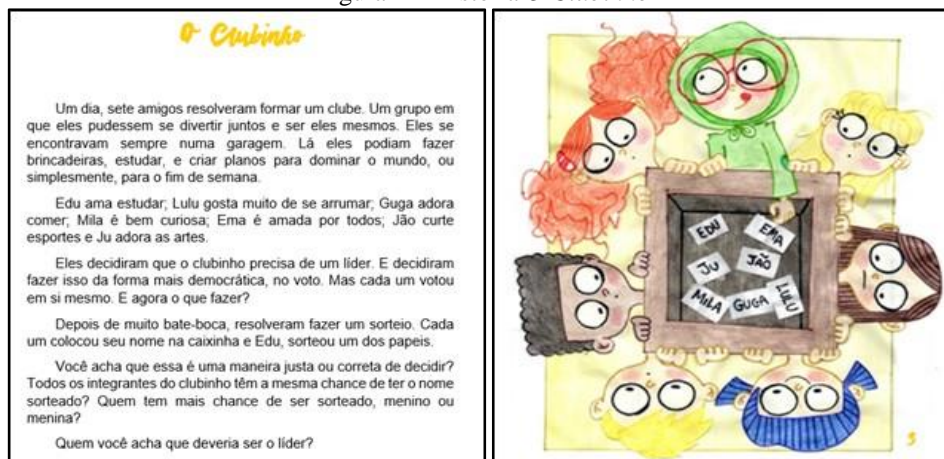 O Clubinho
Um dia, sete amigos resolveram formar um clube. Um grupo em
que eles pudessem se divertir juntos e ser eles mesmos. Eles se
encontravam sempre numa garagem. Lá eles podiam fazer
brincadeiras, estudar, e criar planos para dominar o mundo, ou
simplesmente, para o fim de semana.
Edu ama estudar; Lulu gosta muito de se arrumar; Guga adora
comer; Mila é bem curiosa; Ema é amada por todos; Jão curte
esportes e Ju adora as artes.
Eles decidiram que o clubinho precisa de um líder. E decidiram
fazer isso da forma mais democrática, no voto. Mas cada um votou
em si mesmo. E agora o que fazer?
Depois de muito bate-boca, resolveram fazer um sorteio. Cada
um colocou seu nome na caixinha e Edu, sorteou um dos papeis.
Você acha que essa é uma maneira justa ou correta de decidir?
Todos os integrantes do clubinho têm a mesma chance de ter o nome
sorteado? Quem tem mais chance de ser sorteado, menino ou
menina?
Quem você acha que deveria ser o líder?
EDU
EMA
JU
JÃO
MILA
GUGA
LULU
5